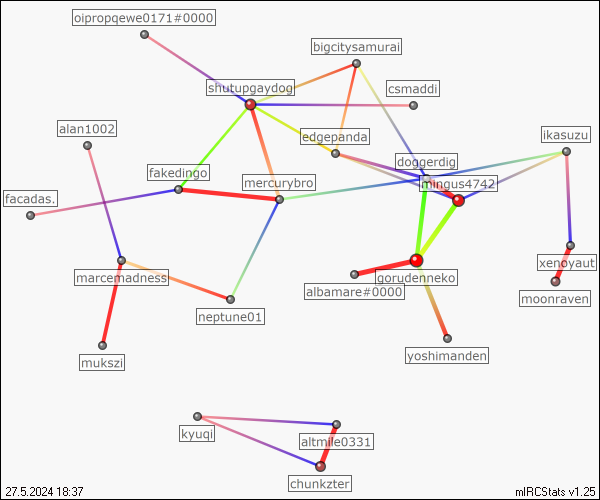 oipropqewe0171#0000
bigcitysamurai
shutupgaydog
csmaddi
alan1002
edgepanda
ikasuzu
doggerdig
fakedingo
mercurybro
mingus4742
facadas.
marcemadness
gorudenneko
xenoyaut
albamare#0000
moonraven
neptune01
mukszi
yoshimanden
kyuqi
altmile0331
chunkzter
27.5.2024 18:37
mIRCStats v1.25